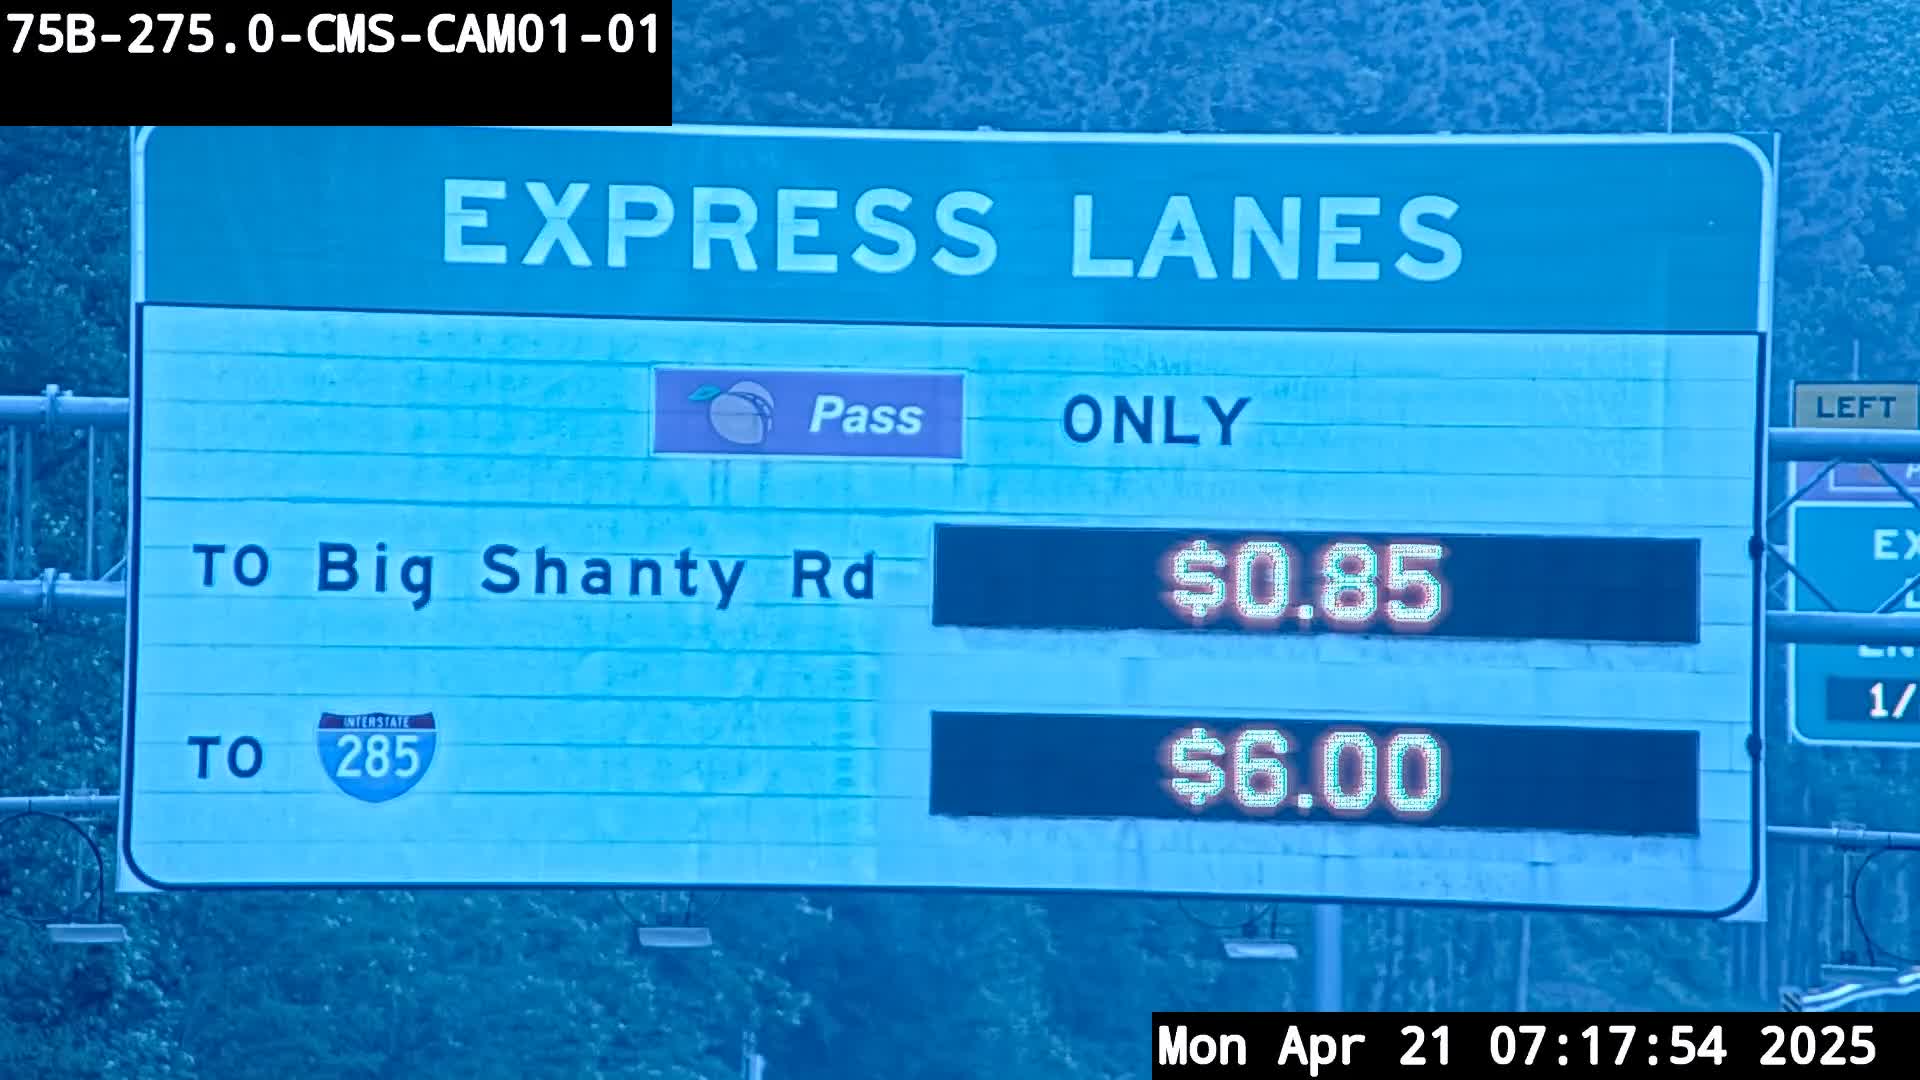 75B-275.0-CMS-CAM01-01
EXPRESS LANES
Pass ONLY
LEFT
TO Big Shanty Rd $0.85
TO INTERSTATE 285 $6.00
1/
Mon Apr 21 07:17:54 2025